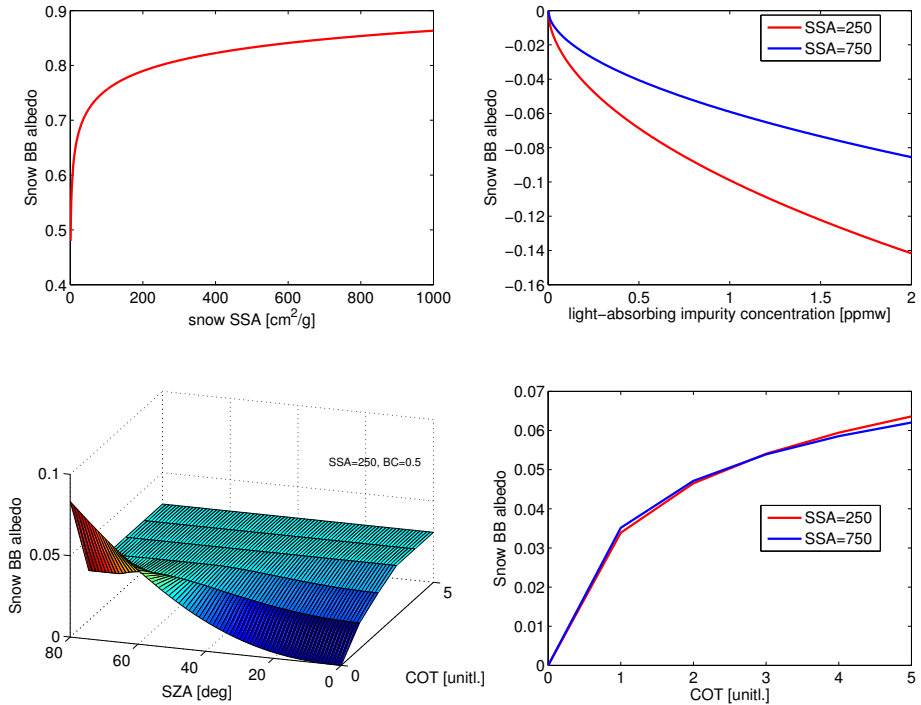 1
0.9
0.8
0.7
0.6
0.5
0.4
0 200 400 600 800 1000
Snow BB albedo
snow SSA [cm²/g]
0
−0.02
−0.04
−0.06
−0.08
−0.1
−0.12
−0.14
−0.16
0 0.5 1 1.5 2
Snow BB albedo
light−absorbing impurity concentration [ppmw]
SSA=250
SSA=750
0.1
0.05
0
80 60 40 20 0
0 5
Snow BB albedo
SZA [deg]
COT [unitl.]
SSA=250, BC=0.5
0.07
0.06
0.05
0.04
0.03
0.02
0.01
0
0 1 2 3 4 5
Snow BB albedo
COT [unitl.]
SSA=250
SSA=750